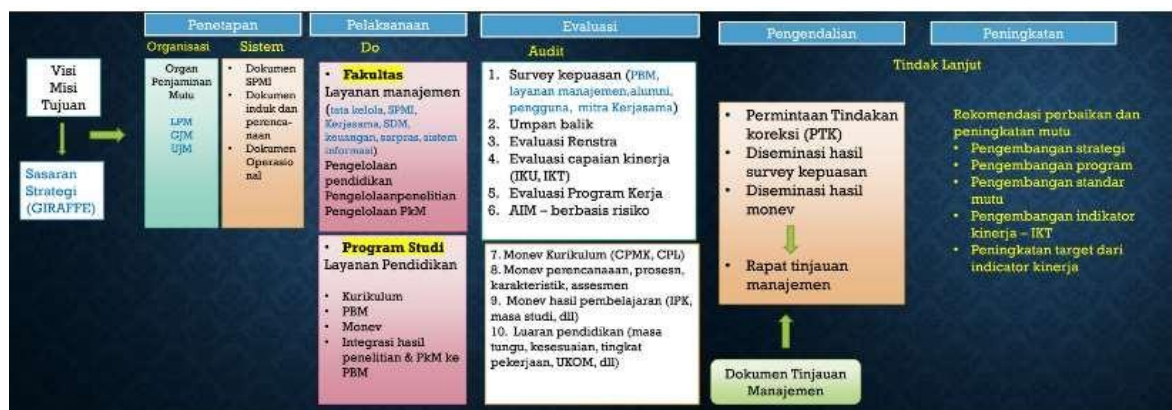 Penetapan
Pelaksanaan
Evaluasi
Pengendalian
Peningkatan
Organisasi
Sistem
Do
Audit
Tindak Lanjut
Visi
Misi
Tujuan
Sasaran
Strategi
(GIRAFFE)
Organ
Penjaminan
Mutu
LPM
GJM
UJM
• Dokumen
SPMI
• Dokumen
induk dan
perenca-
naan
• Dokumen
Operasio
nal
• Fakultas
Layanan manajemen
(tata kelola, SPMI,
Kerjasama, SDM,
keuangan, sarpras, sistem
informasi)
Pengelolaan
pendidikan
Pengelolaanpenelitian
Pengelolaan PkM
• Program Studi
Layanan Pendidikan
• Kurikulum
• PBM
• Monev
• Integrasi hasil
penelitian & PkM ke
PBM
1. Survey kepuasan (PBM,
layanan manajemen,alumni,
pengguna, mitra Kerjasama)
2. Umpan balik
3. Evaluasi Renstra
4. Evaluasi capaian kinerja
(IKU, IKT)
5. Evaluasi Program Kerja
6. AIM – berbasis risiko
7. Monev Kurikulum (CPMK, CPL)
8. Monev perencanaaan, prosesn,
karakteristik, assesmen
9. Monev hasil pembelajaran (IPK,
masa studi, dll)
10. Luaran pendidikan (masa
tungu, kesesuaian, tingkat
pekerjaan, UKOM, dll)
• Permintaan Tindakan
koreksi (PTK)
• Diseminasi hasil
survey kepuasan
• Diseminasi hasil
monev
• Rapat tinjauan
manajemen
Dokumen Tinjauan
Manajemen
Rekomendasi perbaikan dan
peningkatan mutu
• Pengembangan strategi
• Pengembangan program
• Pengembangan standar
mutu
• Pengembangan indikator
kinerja – IKT
• Peningkatan target dari
indicator kinerja